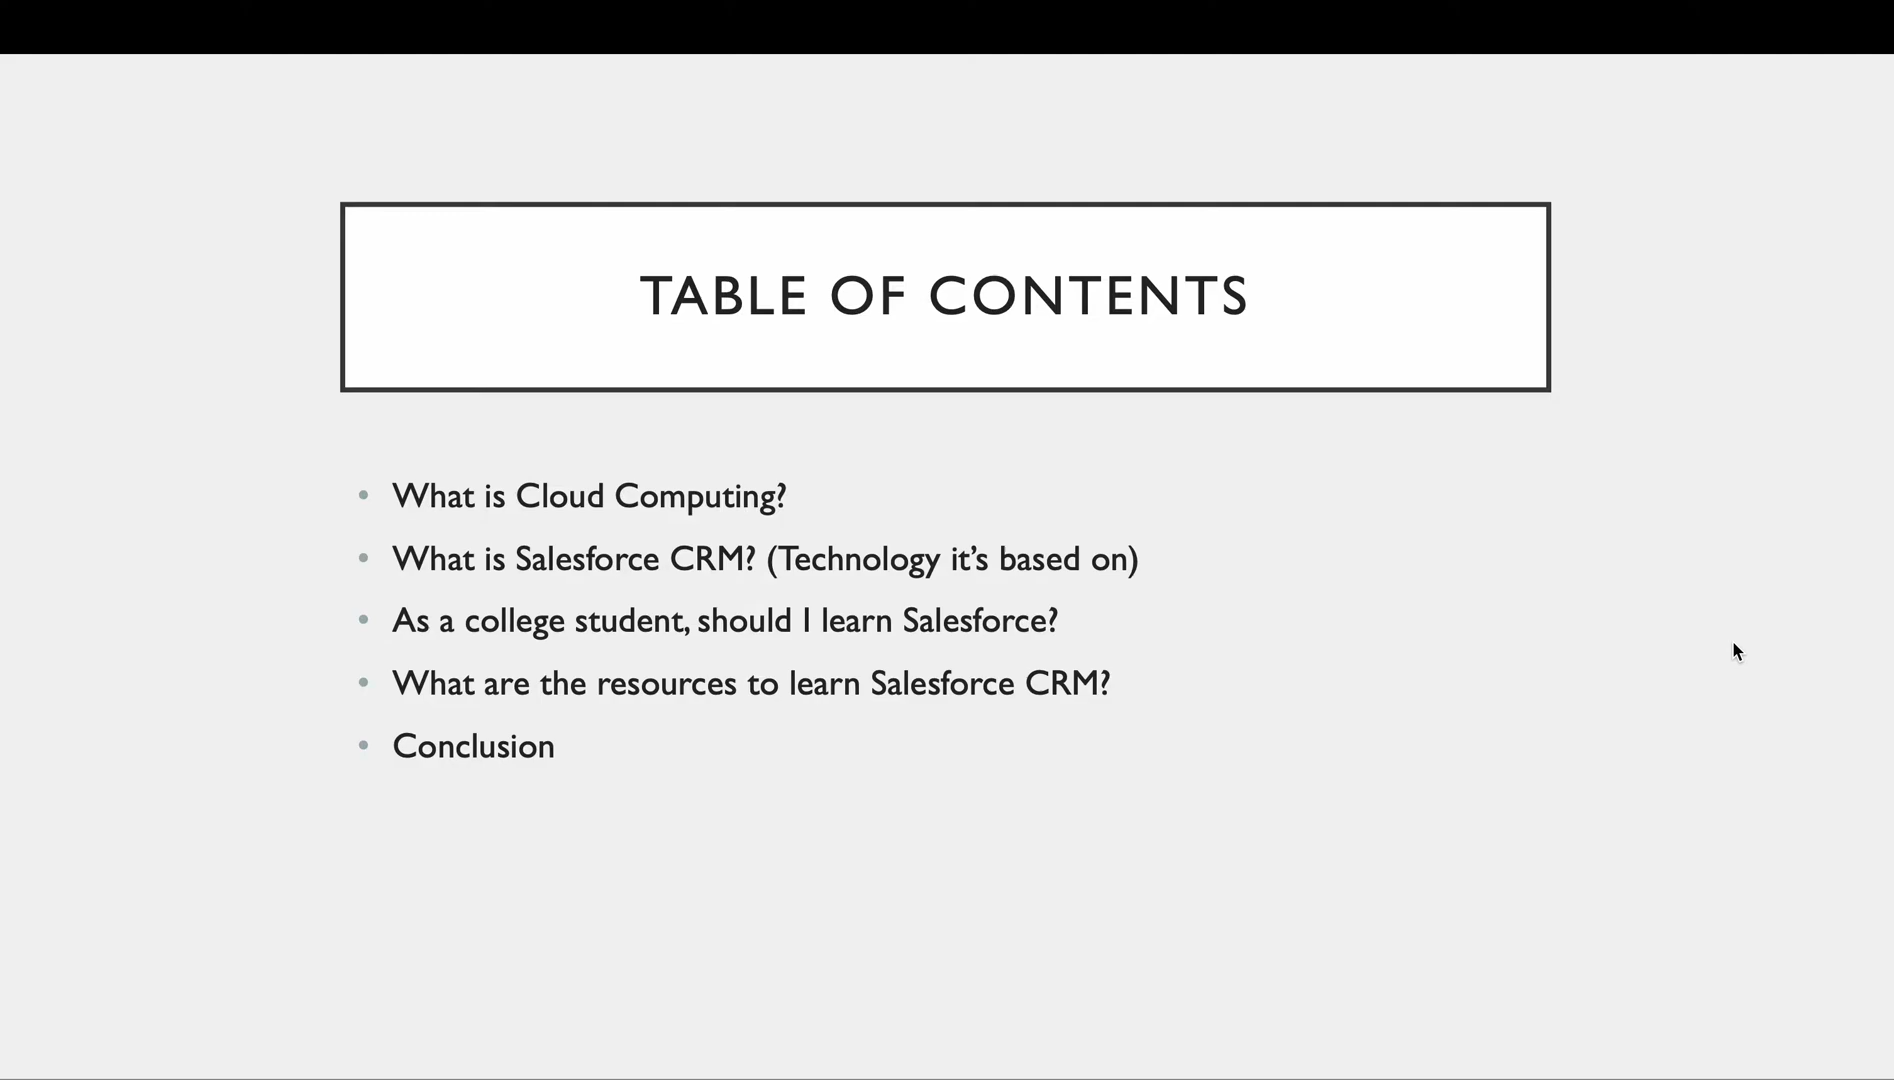 TABLE OF CONTENTS
• What is Cloud Computing?
• What is Salesforce CRM? (Technology it’s based on)
• As a college student, should I learn Salesforce?
• What are the resources to learn Salesforce CRM?
• Conclusion